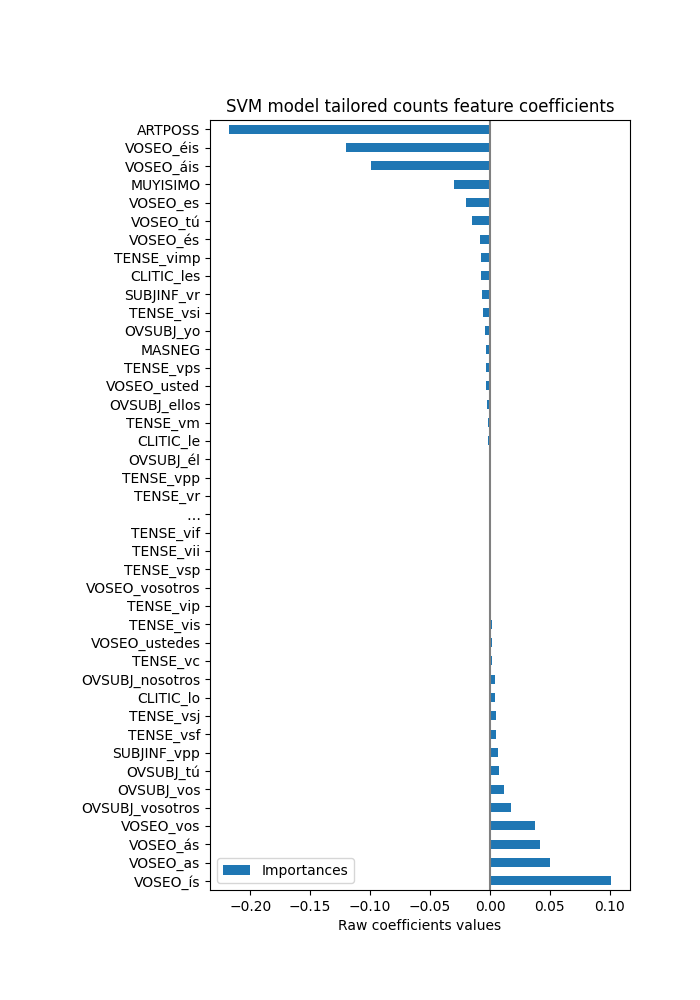 SVM model tailored counts feature coefficients
ARTPOSS
VOSEO_éis
VOSEO_áis
MUYISIMO
VOSEO_es
VOSEO_tú
VOSEO_és
TENSE_vimp
CLITIC_les
SUBJINF_vr
TENSE_vsi
OVSUBJ_yo
MASNEG
TENSE_vps
VOSEO_usted
OVSUBJ_ellos
TENSE_vm
CLITIC_le
OVSUBJ_él
TENSE_vpp
TENSE_vr
...
TENSE_vif
TENSE_vii
TENSE_vsp
VOSEO_vosotros
TENSE_vip
TENSE_vis
VOSEO_ustedes
TENSE_vc
OVSUBJ_nosotros
CLITIC_lo
TENSE_vsj
TENSE_vsf
SUBJINF_vpp
OVSUBJ_tú
OVSUBJ_vos
OVSUBJ_vosotros
VOSEO_vos
VOSEO_ás
VOSEO_as
VOSEO_ís
Importances
−0.20 −0.15 −0.10 −0.05 0.00 0.05 0.10
Raw coefficients values